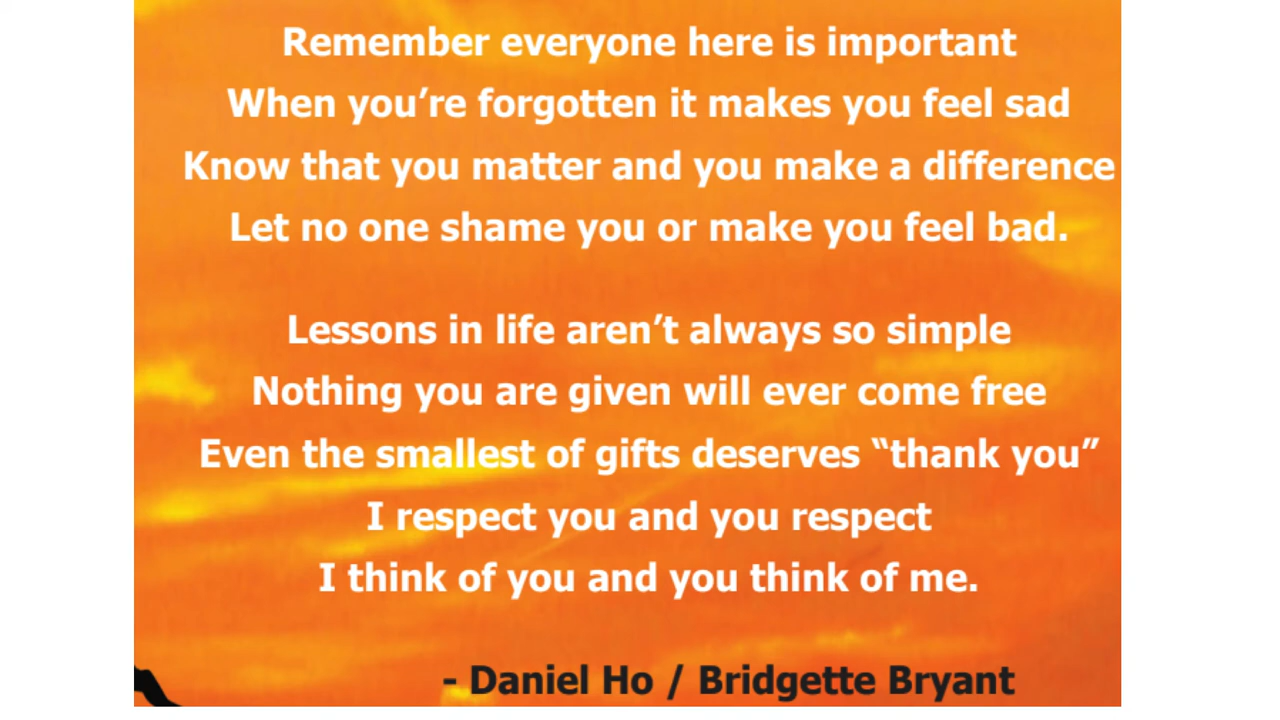 Remember everyone here is important
When you’re forgotten it makes you feel sad
Know that you matter and you make a difference
Let no one shame you or make you feel bad.
Lessons in life aren’t always so simple
Nothing you are given will ever come free
Even the smallest of gifts deserves “thank you”
I respect you and you respect
I think of you and you think of me.
- Daniel Ho / Bridgette Bryant